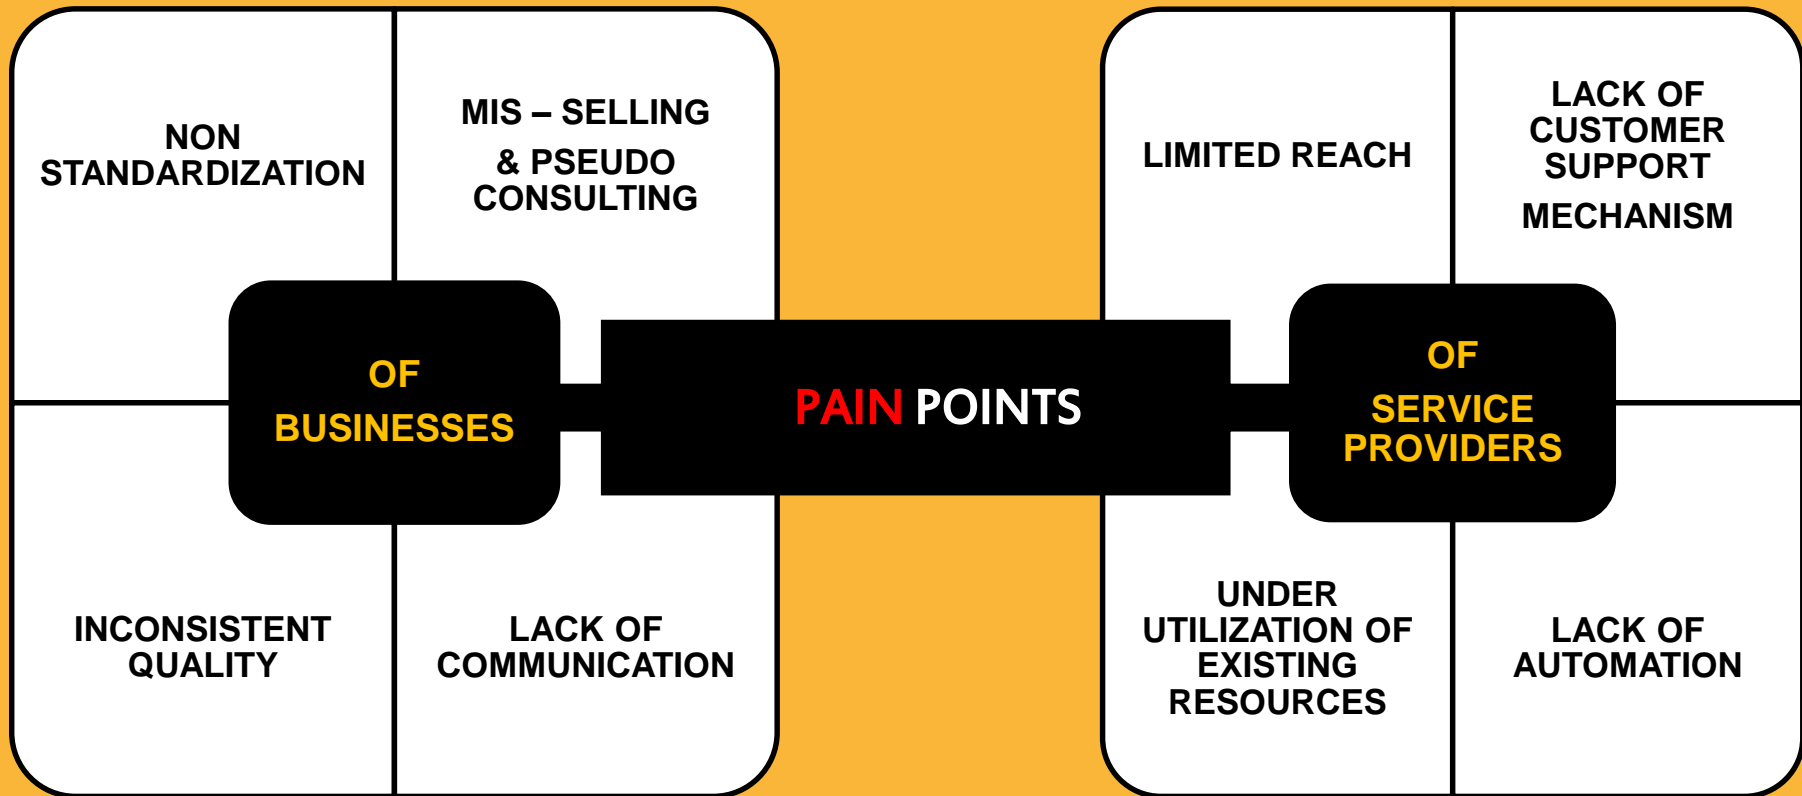 NON
STANDARDIZATION
MIS – SELLING
& PSEUDO
CONSULTING
OF
BUSINESSES
INCONSISTENT
QUALITY
LACK OF
COMMUNICATION
PAIN POINTS
LIMITED REACH
LACK OF
CUSTOMER
SUPPORT
MECHANISM
OF
SERVICE
PROVIDERS
UNDER
UTILIZATION OF
EXISTING
RESOURCES
LACK OF
AUTOMATION